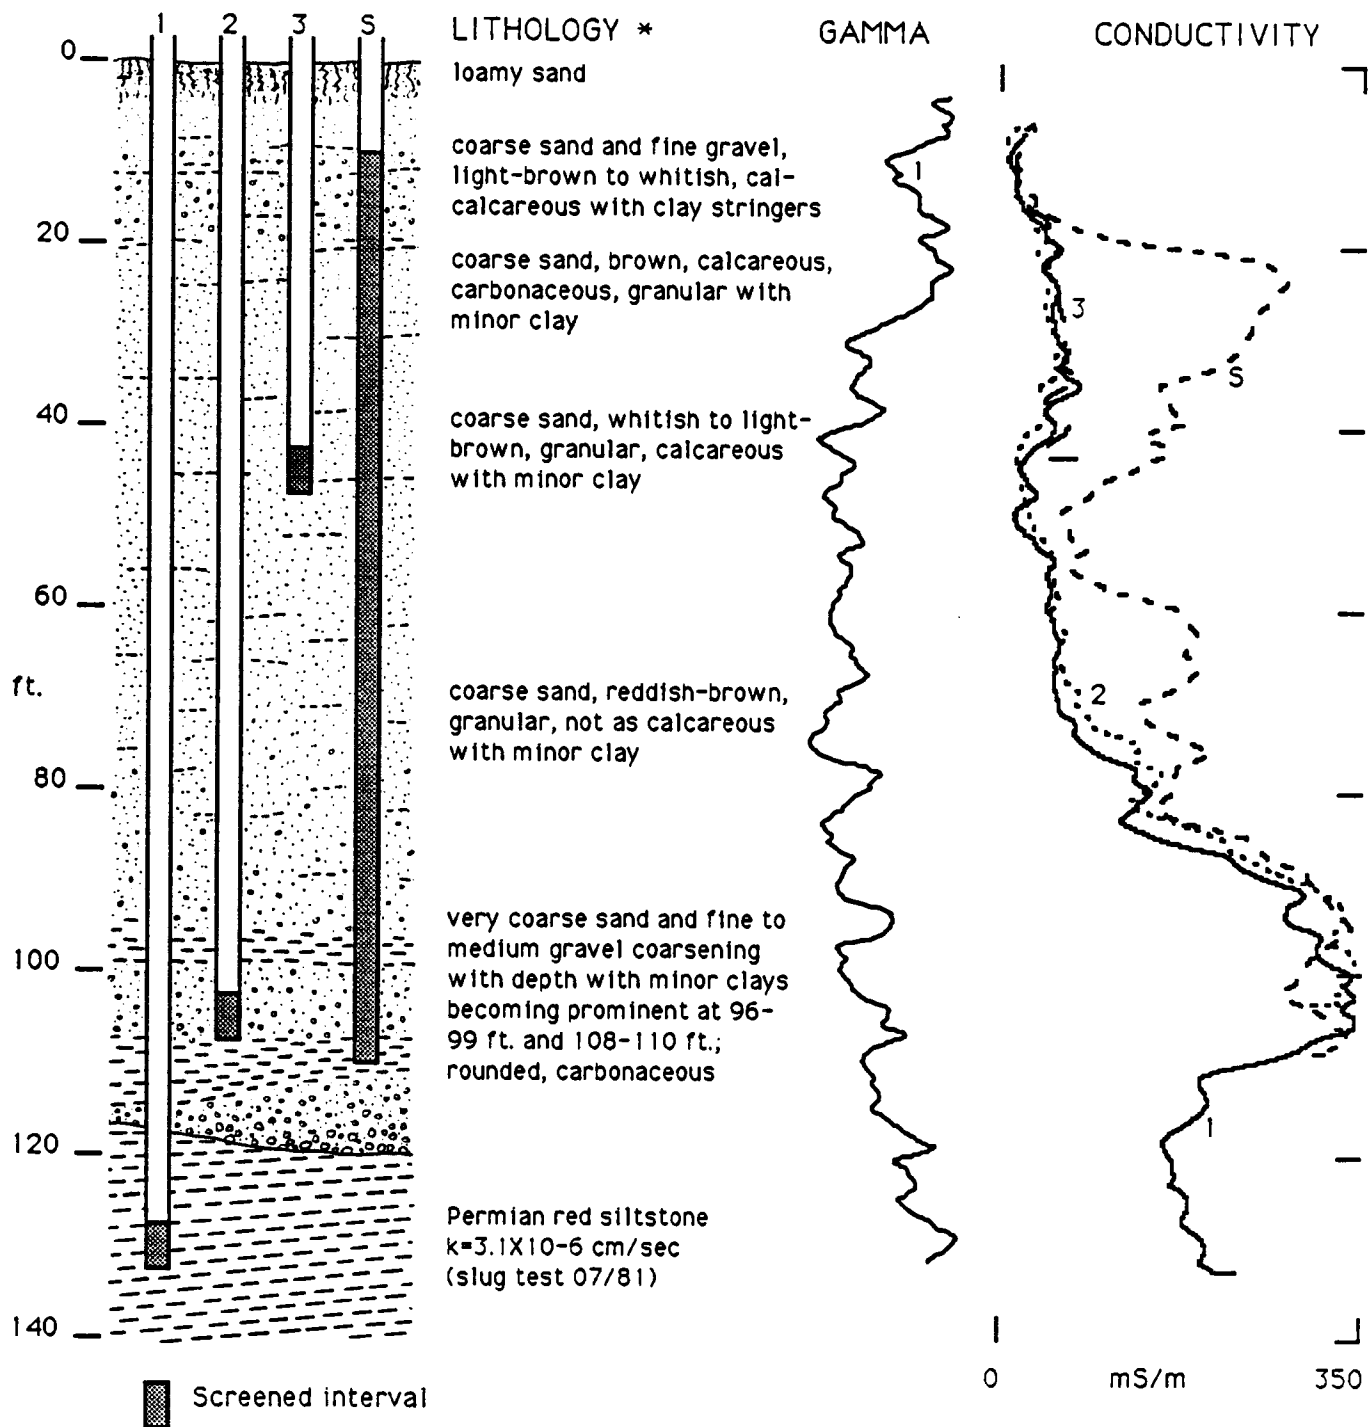 1 2 3 S
LITHOLOGY *
GAMMA
CONDUCTIVITY
0
loamy sand
coarse sand and fine gravel,
light-brown to whitish, cal-
calcareous with clay stringers
1
20
coarse sand, brown, calcareous,
carbonaceous, granular with
minor clay
3
S
40
coarse sand, whitish to light-
brown, granular, calcareous
with minor clay
60
ft.
coarse sand, reddish-brown,
granular, not as calcareous
with minor clay
2
80
very coarse sand and fine to
medium gravel coarsening
with depth with minor clays
becoming prominent at 96-
99 ft. and 108-110 ft.;
rounded, carbonaceous
100
1
120
Permian red siltstone
k=3.1X10-6 cm/sec
(slug test 07/81)
140
0 mS/m 350
Screened interval